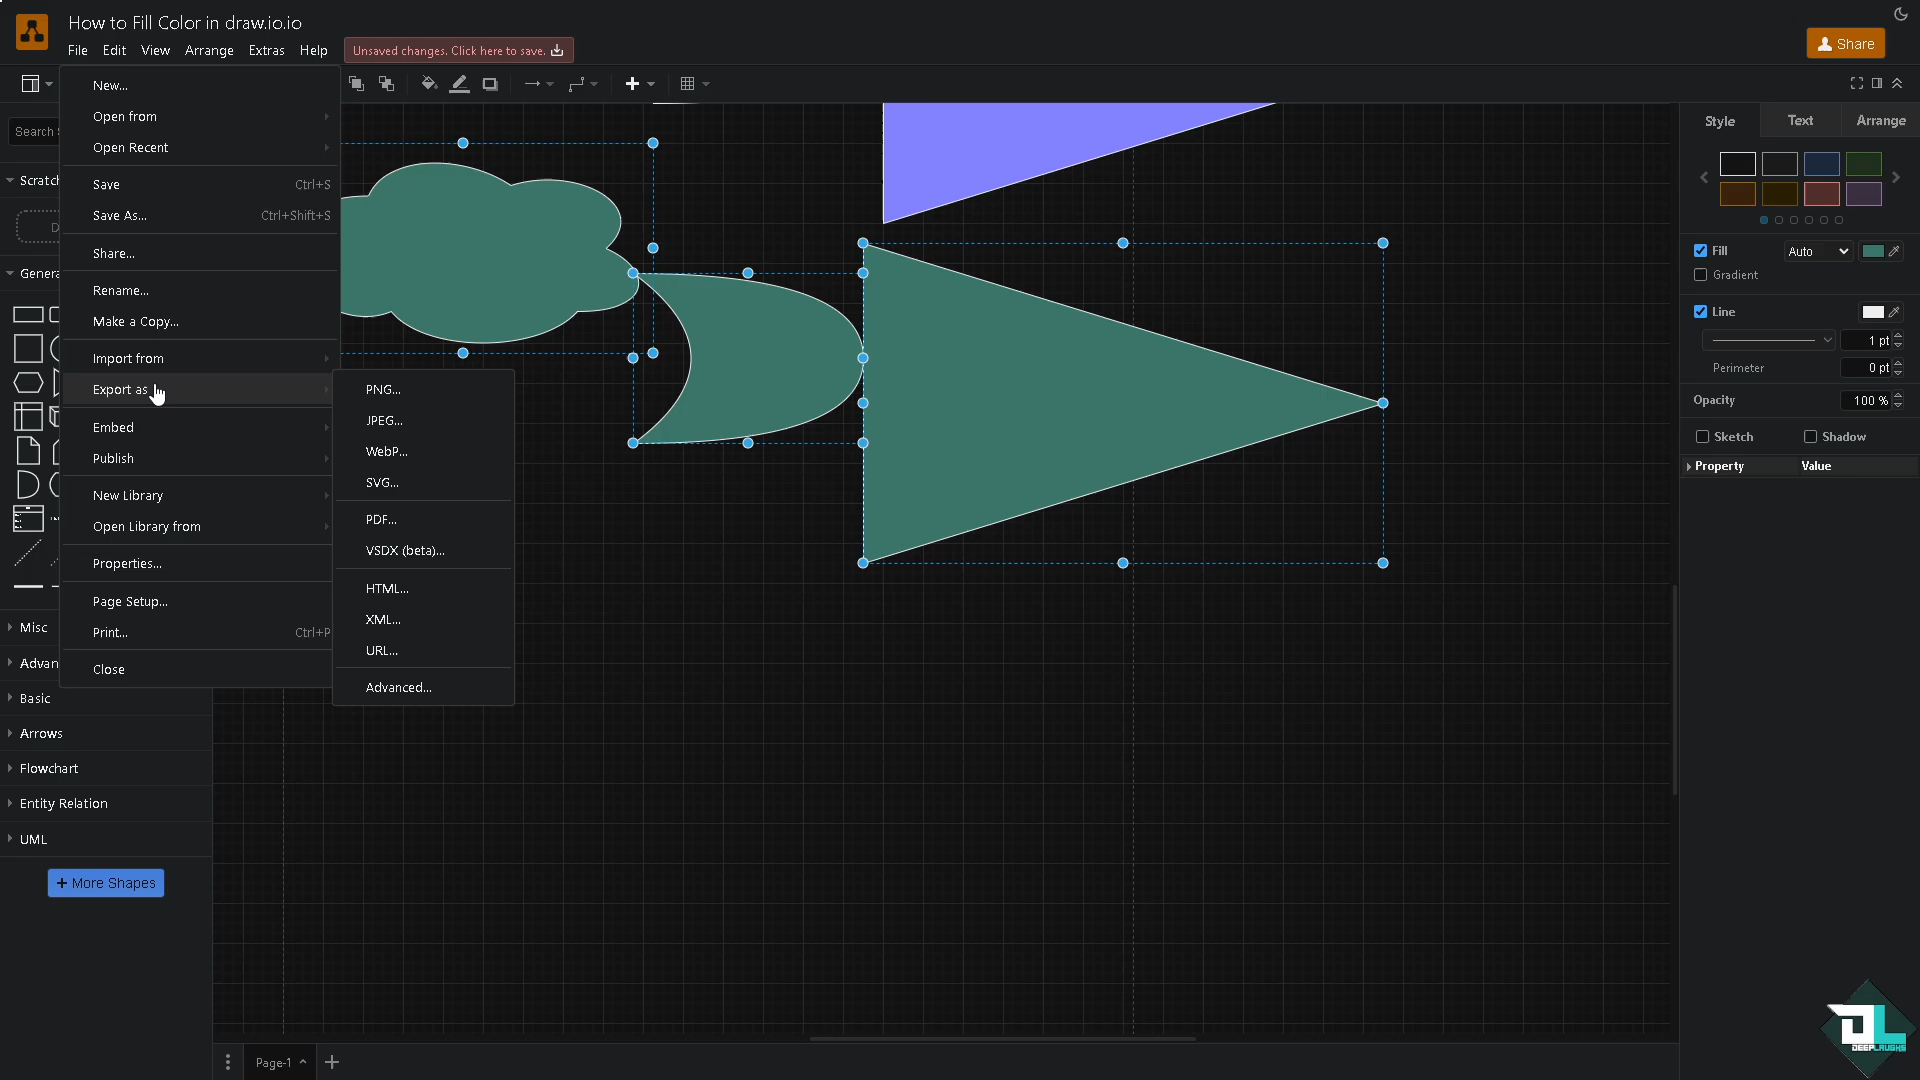 How to Fill Color in draw.io.io
File Edit View Arrange Extras Help
Unsaved changes. Click here to save.
Share
New...
Open from
Open Recent
Save Ctrl+S
Save As... Ctrl+Shift+S
Share...
Rename...
Make a Copy...
Import from
Export as
Embed
Publish
New Library
Open Library from
Properties...
Page Setup...
Print... Ctrl+P
Close
PNG...
JPEG...
WebP...
SVG...
PDF...
VSDX (beta)...
HTML...
XML...
URL...
Advanced...
Search
Scratch
D
Genera
Misc
Advan
Basic
Arrows
Flowchart
Entity Relation
UML
+ More Shapes
Page-1
Style Text Arrange
Fill Auto
Gradient
Line
1 pt
Perimeter 0 pt
Opacity 100 %
Sketch Shadow
Property Value
DL
DEEPLAUGHS